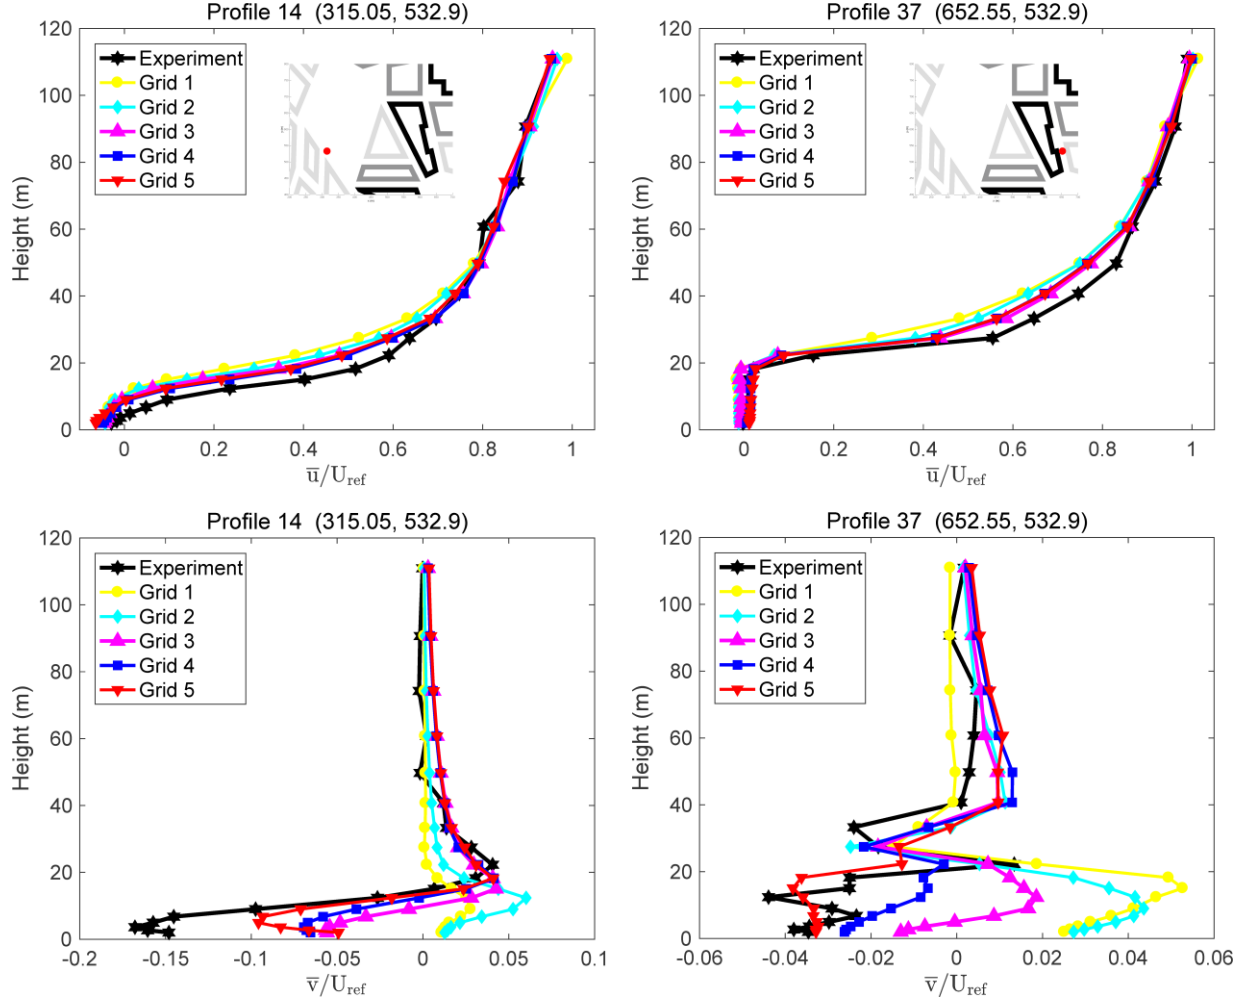 Profile 14 (315.05, 532.9)
120
100
80
60
40
20
0
Height (m)
Experiment
Grid 1
Grid 2
Grid 3
Grid 4
Grid 5
0 0.2 0.4 0.6 0.8 1
u̅/U_ref
Profile 37 (652.55, 532.9)
120
100
80
60
40
20
0
Height (m)
Experiment
Grid 1
Grid 2
Grid 3
Grid 4
Grid 5
0 0.2 0.4 0.6 0.8 1
u̅/U_ref
Profile 14 (315.05, 532.9)
120
100
80
60
40
20
0
Height (m)
Experiment
Grid 1
Grid 2
Grid 3
Grid 4
Grid 5
-0.2 -0.15 -0.1 -0.05 0 0.05 0.1
v̅/U_ref
Profile 37 (652.55, 532.9)
120
100
80
60
40
20
0
Height (m)
Experiment
Grid 1
Grid 2
Grid 3
Grid 4
Grid 5
-0.06 -0.04 -0.02 0 0.02 0.04 0.06
v̅/U_ref